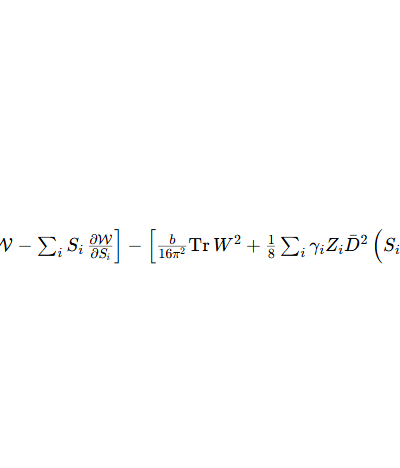 𝒲 − ∑ᵢ Sᵢ ∂𝒲/∂Sᵢ] − [b/16π² Tr W² + 1/8 ∑ᵢ γᵢZᵢD̄² (Sᵢ